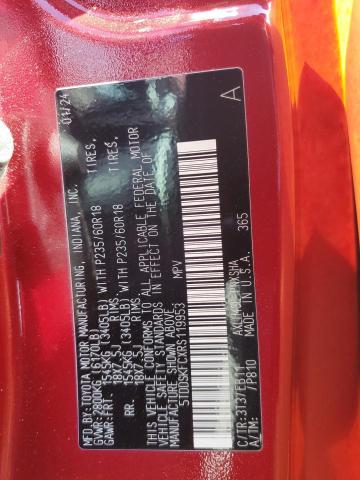 MFD.BY:TOYOTA MOTOR MANUFACTURING, INDIANA, INC. 01/24
GVWR: 2800KG (6170LB)
GAWR:FRT. 1545KG (3405LB) WITH P235/60R18 TIRES,
18X7.5J RIMS,
RR. 1545KG (3405LB) WITH P235/60R18 TIRES,
18X7.5J RIMS,
THIS VEHICLE CONFORMS TO ALL APPLICABLE FEDERAL MOTOR
VEHICLE SAFETY STANDARDS IN EFFECT ON THE DATE OF
MANUFACTURE SHOWN ABOVE.
MPV
A
MADE IN U.S.A. 365
C/TR:
A/TM: /P810